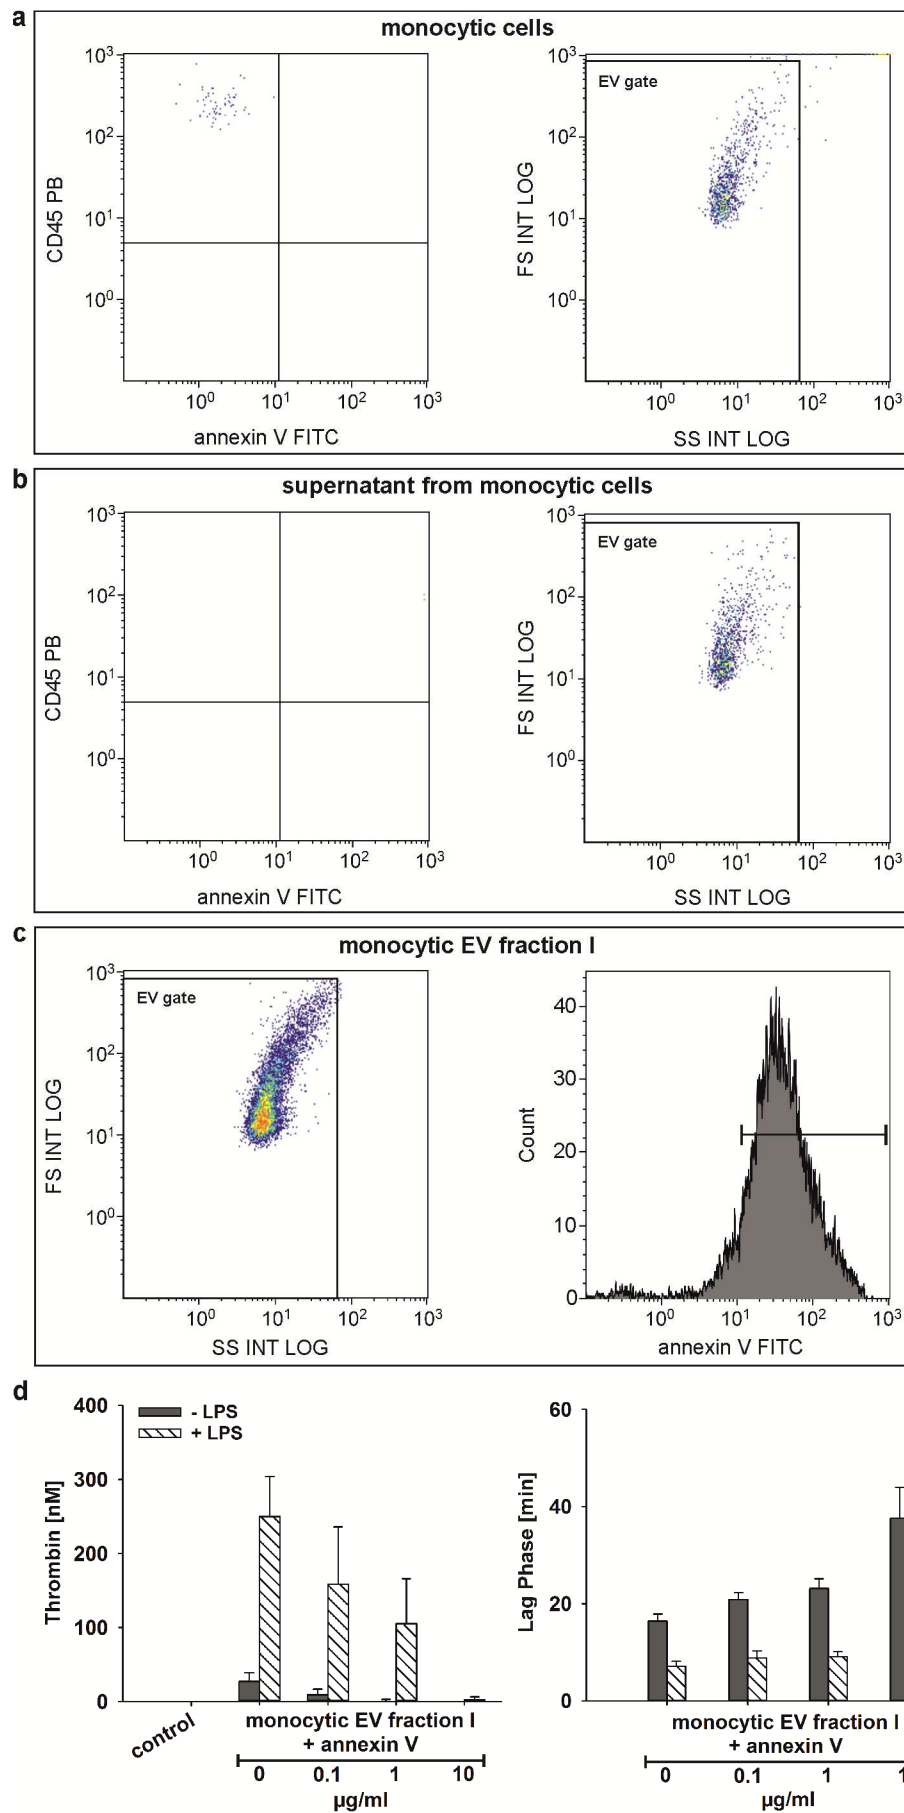 a
monocytic cells
10³
10²
10¹
10⁰
CD45 PB
10⁰ 10¹ 10² 10³
annexin V FITC
EV gate
10³
10²
10¹
10⁰
FS INT LOG
10⁰ 10¹ 10² 10³
SS INT LOG
b
supernatant from monocytic cells
10³
10²
10¹
10⁰
CD45 PB
10⁰ 10¹ 10² 10³
annexin V FITC
EV gate
10³
10²
10¹
10⁰
FS INT LOG
10⁰ 10¹ 10² 10³
SS INT LOG
c
monocytic EV fraction I
EV gate
10³
10²
10¹
10⁰
FS INT LOG
10⁰ 10¹ 10² 10³
SS INT LOG
40
30
20
10
0
Count
10⁰ 10¹ 10² 10³
annexin V FITC
d
400
300
200
100
0
Thrombin [nM]
- LPS
+ LPS
control
monocytic EV fraction I
+ annexin V
0 0.1 1 10
µg/ml
60
40
20
0
Lag Phase [min]
monocytic EV fraction I
+ annexin V
0 0.1 1
µg/ml